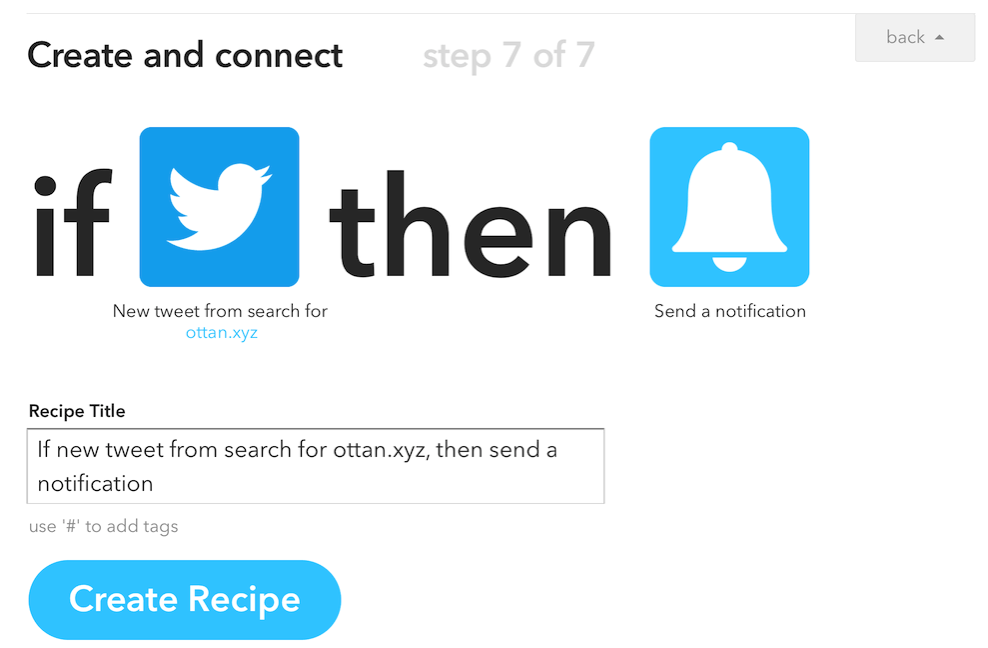 Create and connect
step 7 of 7
back
if
then
New tweet from search for
ottan.xyz
Send a notification
Recipe Title
If new tweet from search for ottan.xyz, then send a
notification
use '#' to add tags
Create Recipe